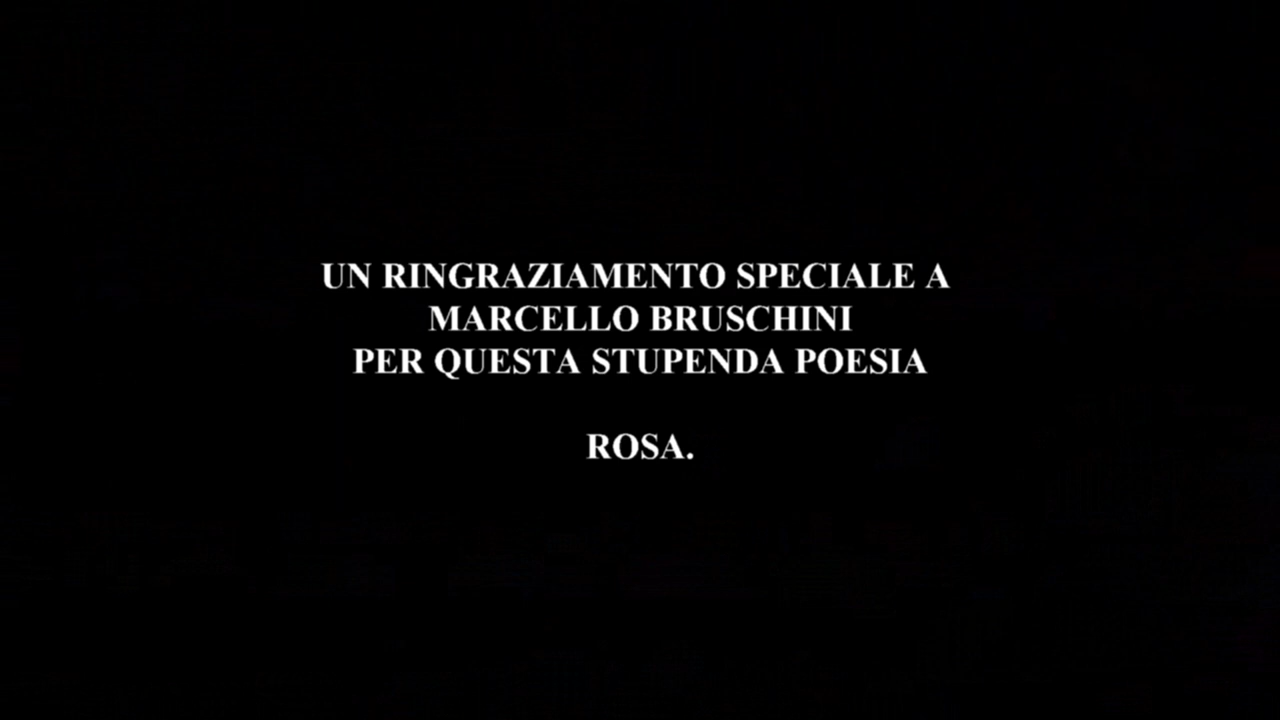 UN RINGRAZIAMENTO SPECIALE A
MARCELLO BRUSCHINI
PER QUESTA STUPENDA POESIA
ROSA.